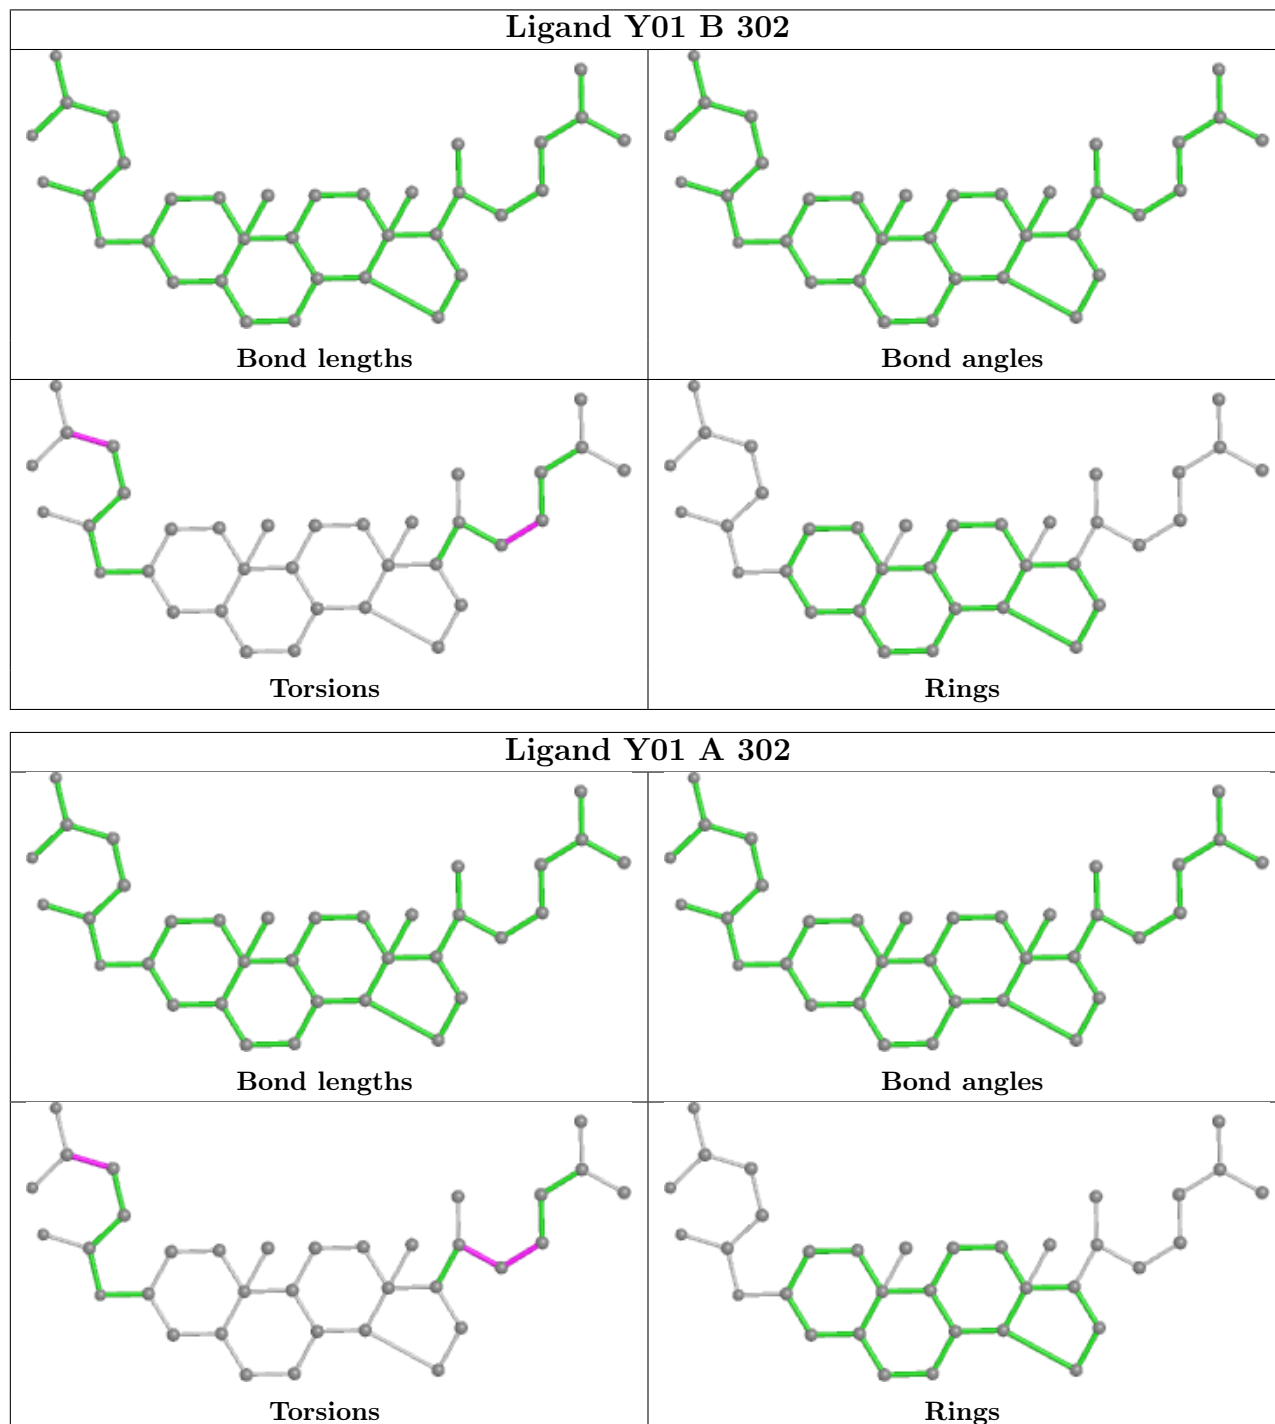 Ligand Y01 B 302
Bond lengths
Bond angles
Torsions
Rings
Ligand Y01 A 302
Bond lengths
Bond angles
Torsions
Rings